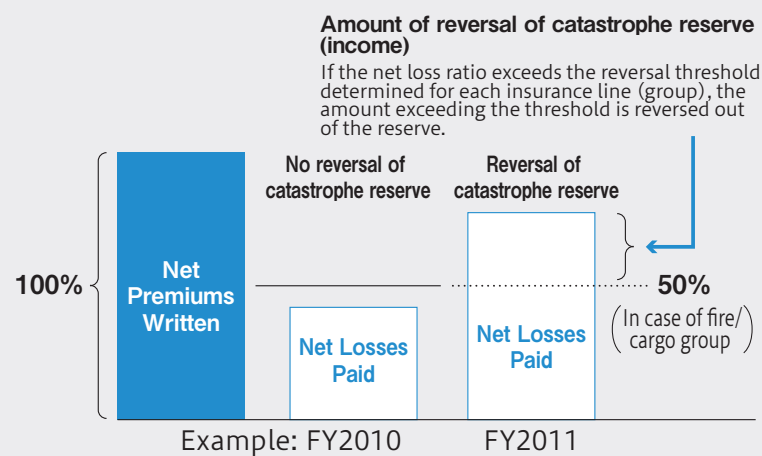 Amount of reversal of catastrophe reserve
(income)
If the net loss ratio exceeds the reversal threshold
determined for each insurance line (group), the
amount exceeding the threshold is reversed out
of the reserve.
No reversal of
catastrophe reserve
Reversal of
catastrophe reserve
100%
Net
Premiums
Written
Net Losses
Paid
Net Losses
Paid
50%
(In case of fire/
cargo group)
Example: FY2010
FY2011